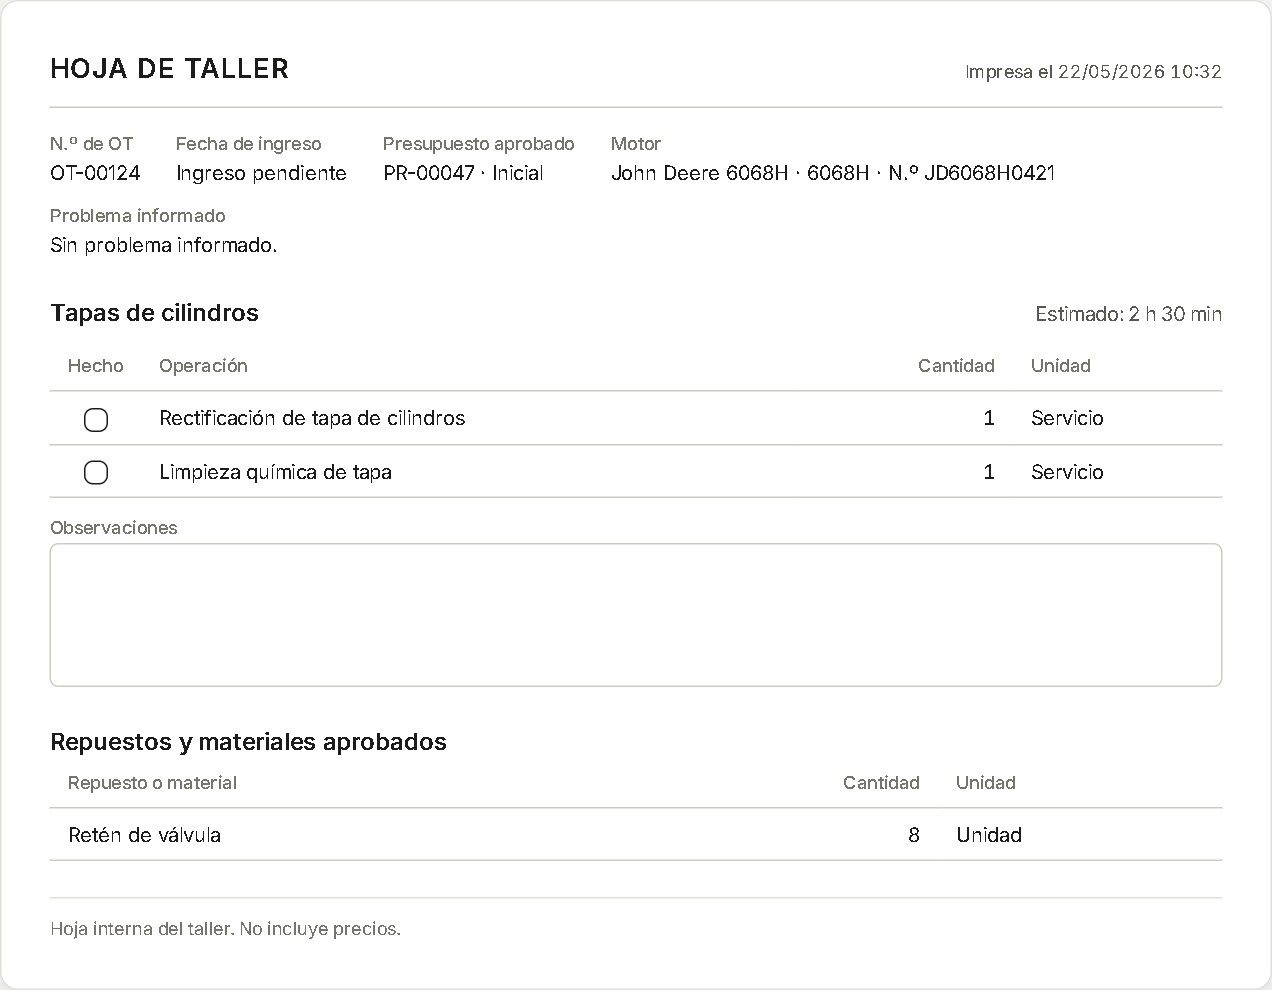 HOJA DE TALLER
Impresa el 22/05/2026 10:32
N.º de OT Fecha de ingreso Presupuesto aprobado Motor
OT-00124 Ingreso pendiente PR-00047 · Inicial John Deere 6068H · 6068H · N.º JD6068H0421
Problema informado
Sin problema informado.
Tapas de cilindros Estimado: 2 h 30 min
Hecho Operación Cantidad Unidad
Rectificación de tapa de cilindros 1 Servicio
Limpieza química de tapa 1 Servicio
Observaciones
Repuestos y materiales aprobados
Repuesto o material Cantidad Unidad
Retén de válvula 8 Unidad
Hoja interna del taller. No incluye precios.